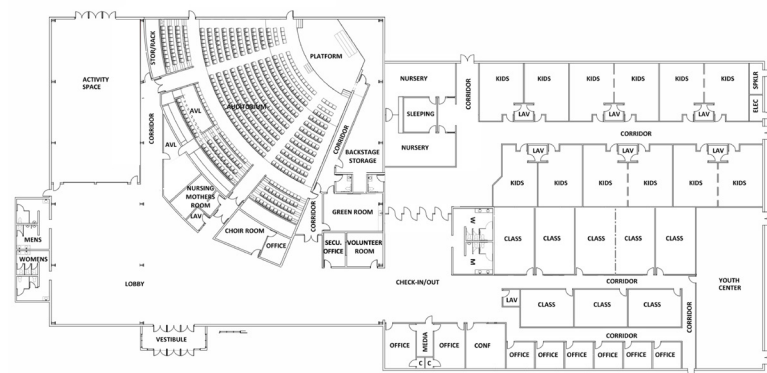 STOR/RACK
PLATFORM
ACTIVITY
SPACE
NURSERY
CORRIDOR
KIDS
KIDS
KIDS
KIDS
KIDS
KIDS
SPKLR
ELEC
AUDITORIUM
AVL
SLEEPING
LAV
LAV
LAV
CORRIDOR
CORRIDOR
CORRIDOR
AVL
NURSERY
BACKSTAGE
STORAGE
LAV
LAV
LAV
KIDS
KIDS
KIDS
KIDS
KIDS
KIDS
NURSING
MOTHERS
ROOM
LAV
GREEN ROOM
CORRIDOR
CHOIR ROOM
OFFICE
SECU.
OFFICE
VOLUNTEER
ROOM
W
M
CLASS
CLASS
CLASS
CLASS
CLASS
MENS
WOMENS
LOBBY
CHECK-IN/OUT
CORRIDOR
YOUTH
CENTER
LAV
CLASS
CLASS
CLASS
CORRIDOR
CORRIDOR
VESTIBULE
OFFICE
MEDIA
OFFICE
CONF
C
C
OFFICE
OFFICE
OFFICE
OFFICE
OFFICE
OFFICE